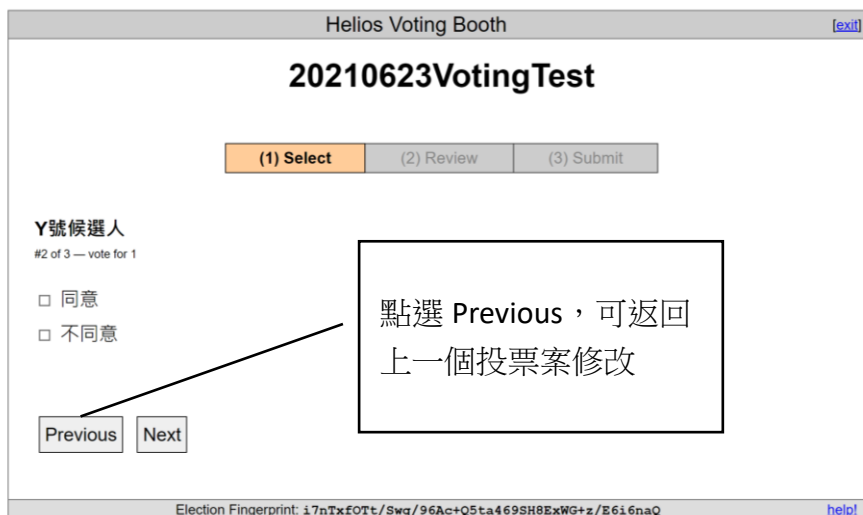 Helios Voting Booth [exit]
20210623VotingTest
(1) Select (2) Review (3) Submit
Y號候選人
#2 of 3 — vote for 1
同意
不同意
點選 Previous，可返回
上一個投票案修改
Previous Next
Election Fingerprint: i7nTxfOTt/Swg/96Ac+Q5ta469SH8ExWG+z/E6i6naQ help!